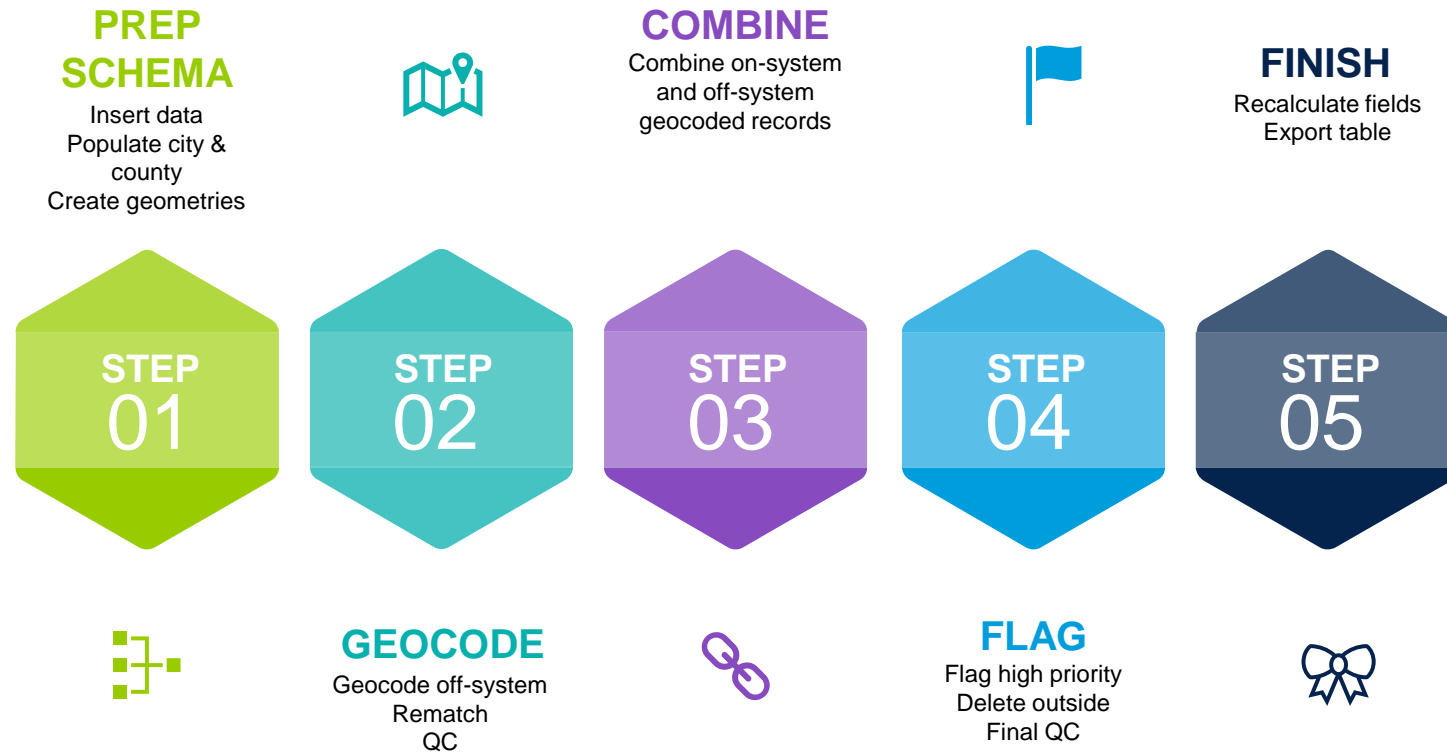 PREP
SCHEMA
Insert data
Populate city &
county
Create geometries
STEP
01
STEP
02
GEOCODE
Geocode off-system
Rematch
QC
COMBINE
Combine on-system
and off-system
geocoded records
STEP
03
STEP
04
FLAG
Flag high priority
Delete outside
Final QC
FINISH
Recalculate fields
Export table
STEP
05